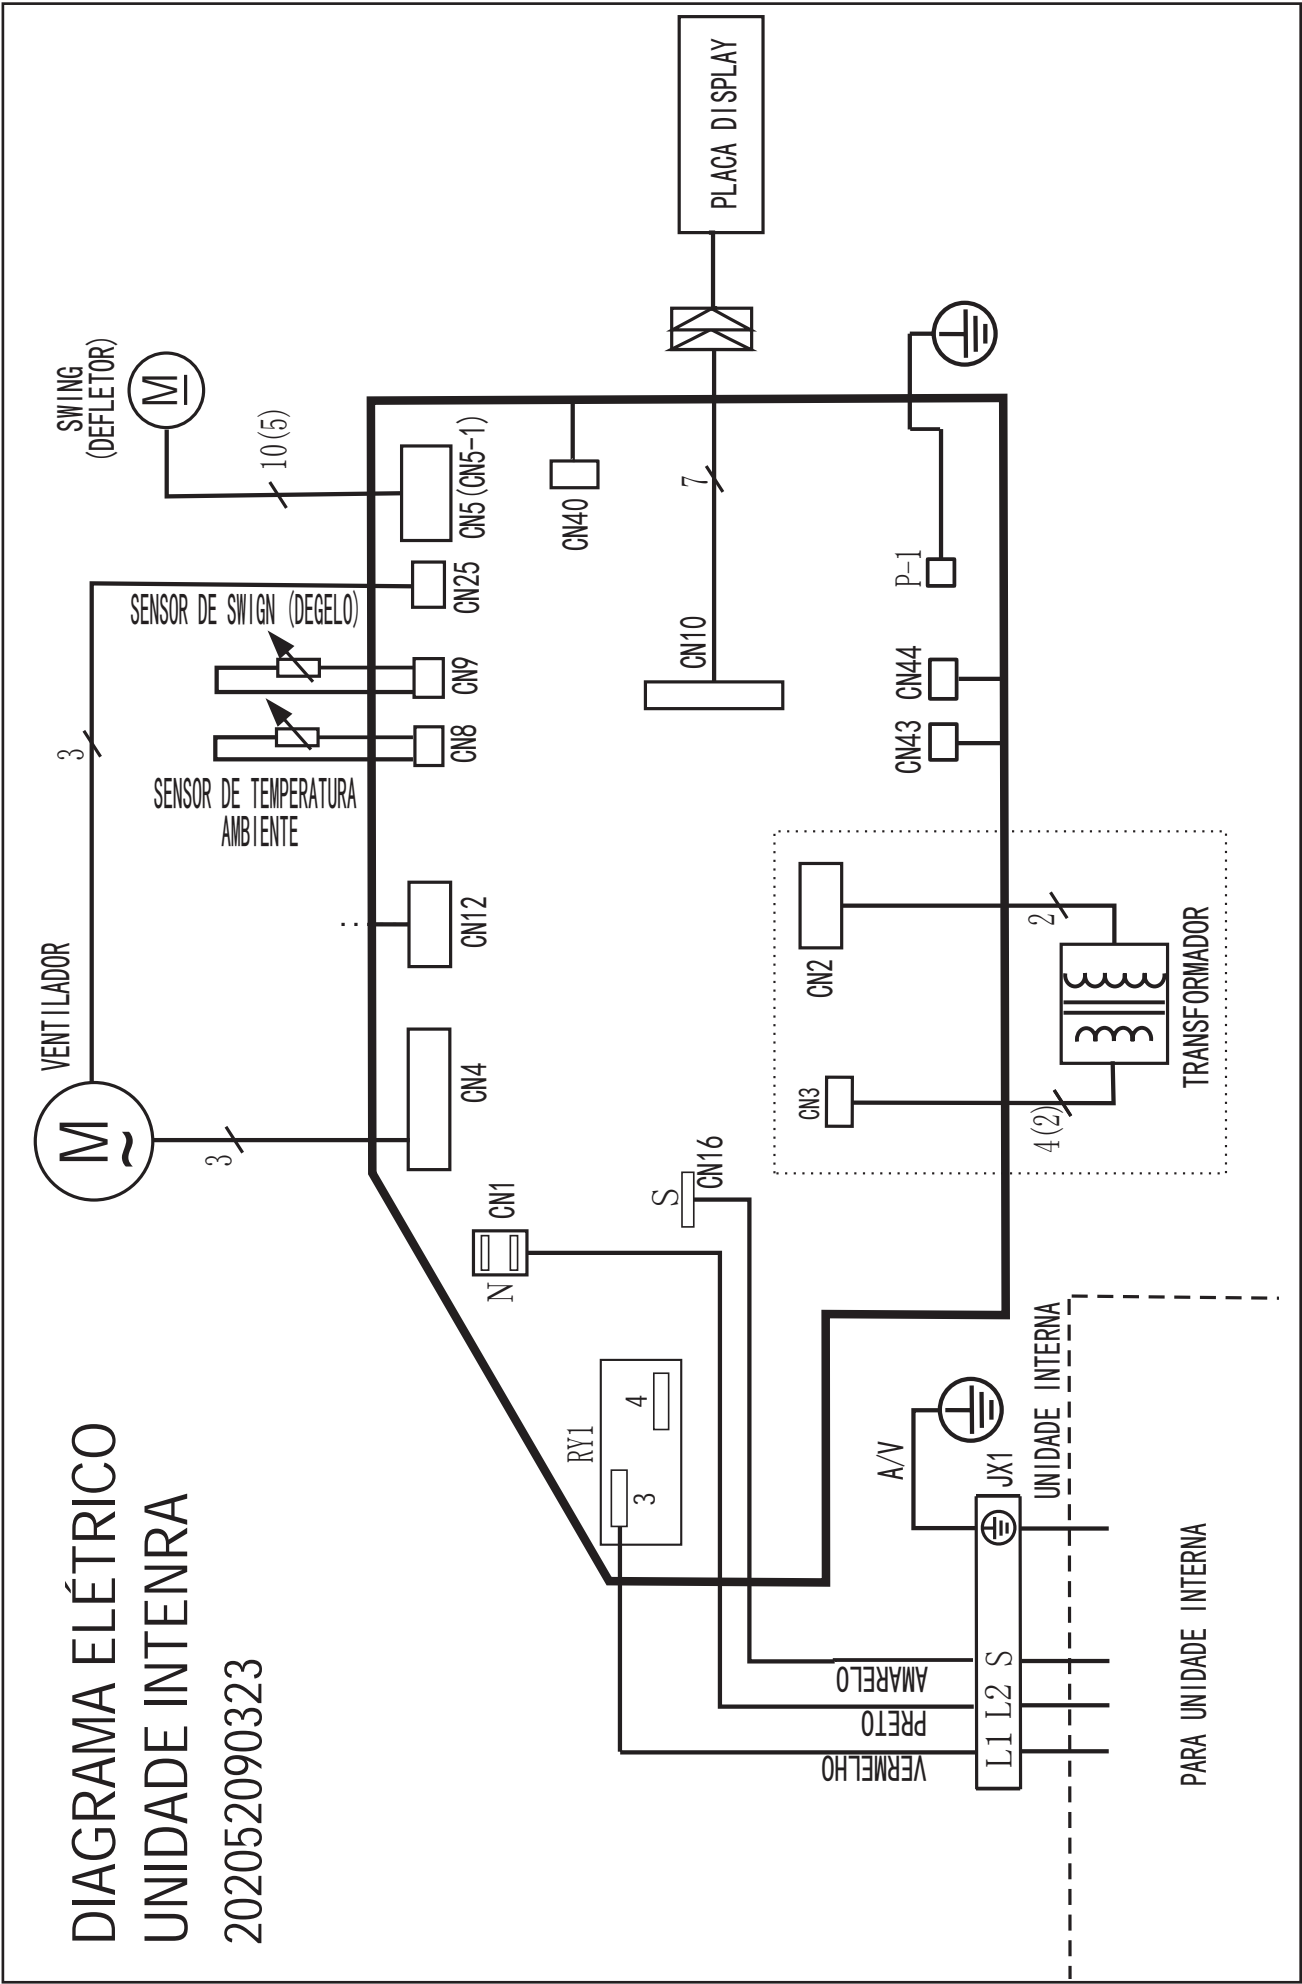 DIAGRAMA ELÉTRICO
UNIDADE INTENRA
2020520 90323
VENTILADOR
M
~
3
3
SENSOR DE TEMPERATURA
AMBIENTE
SENSOR DE SWIGN (DEGELO)
SWING
(DEFLETOR)
M
10(5)
CN4
CN12
CN8
CN9
CN25
CN5(CN5-1)
CN40
N
CN1
RY1
3
4
S
CN16
CN10
7
PLACA DISPLAY
CN3
CN2
CN43
CN44
P-1
4(2)
2
TRANSFORMADOR
VERMELHO
PRETO
AMARELO
A/V
L1 L2 S
JX1
UNIDADE INTERNA
PARA UNIDADE INTERNA